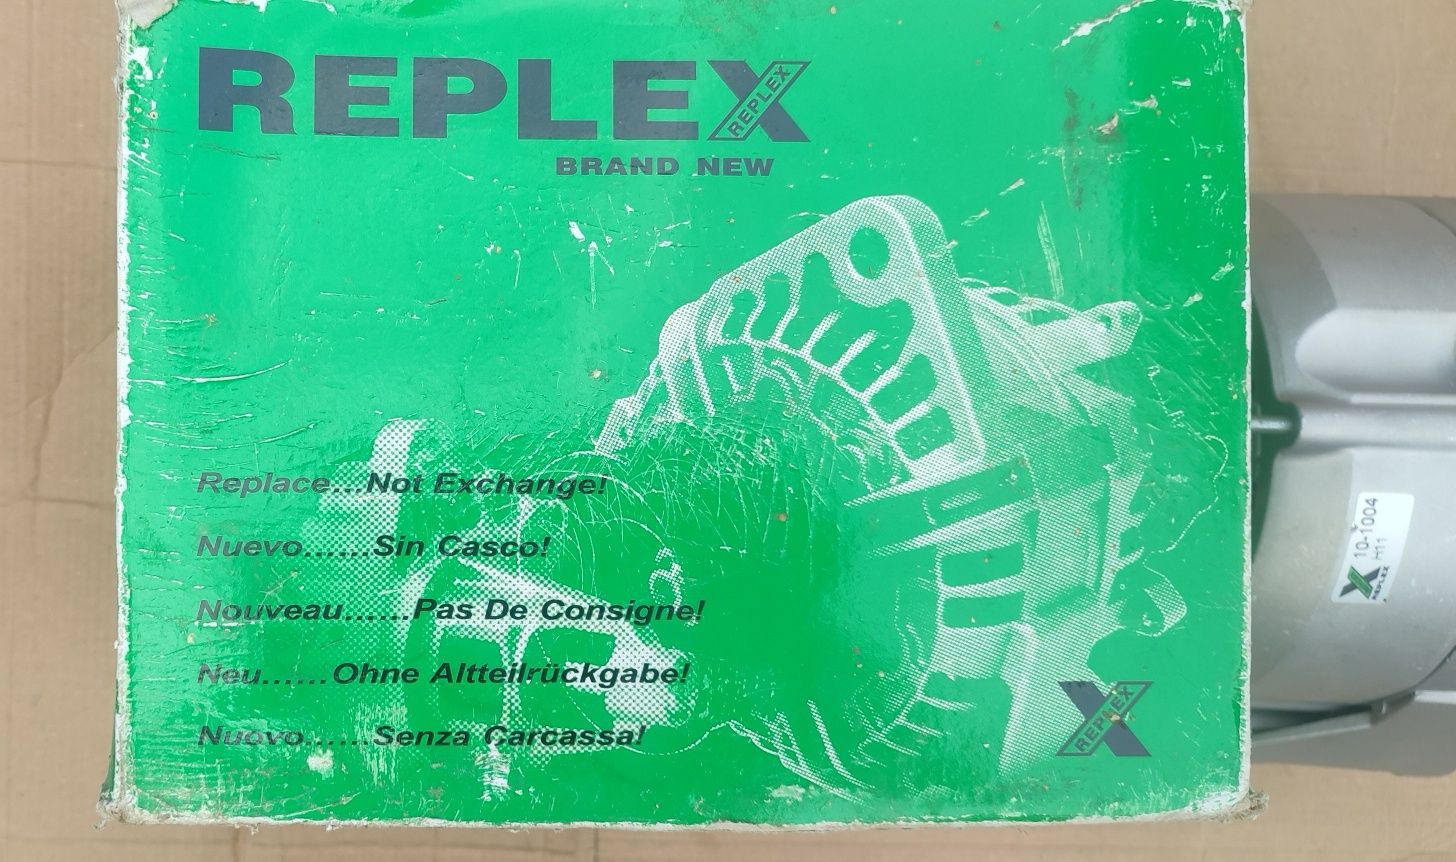 REPLEX
REPLEX
BRAND NEW
Replace...Not Exchange!
Nuevo......Sin Casco!
Nouveau......Pas De Consigne!
Neu......Ohne Altteilrückgabe!
Nuovo......Senza Carcassa!
REPLEX
10-1004
H11
REPLEX